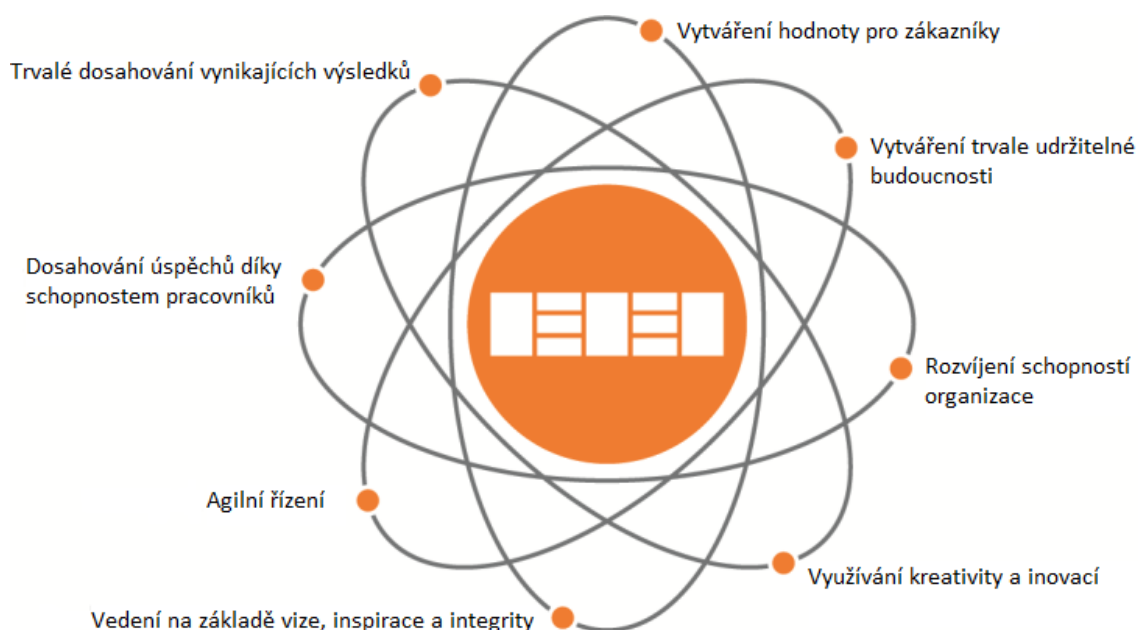 Vytváření hodnoty pro zákazníky
Trvalé dosahování vynikajících výsledků
Vytváření trvale udržitelné
budoucnosti
Dosahování úspěchů díky
schopnostem pracovníků
Rozvíjení schopností
organizace
Agilní řízení
Využívání kreativity a inovací
Vedení na základě vize, inspirace a integrity